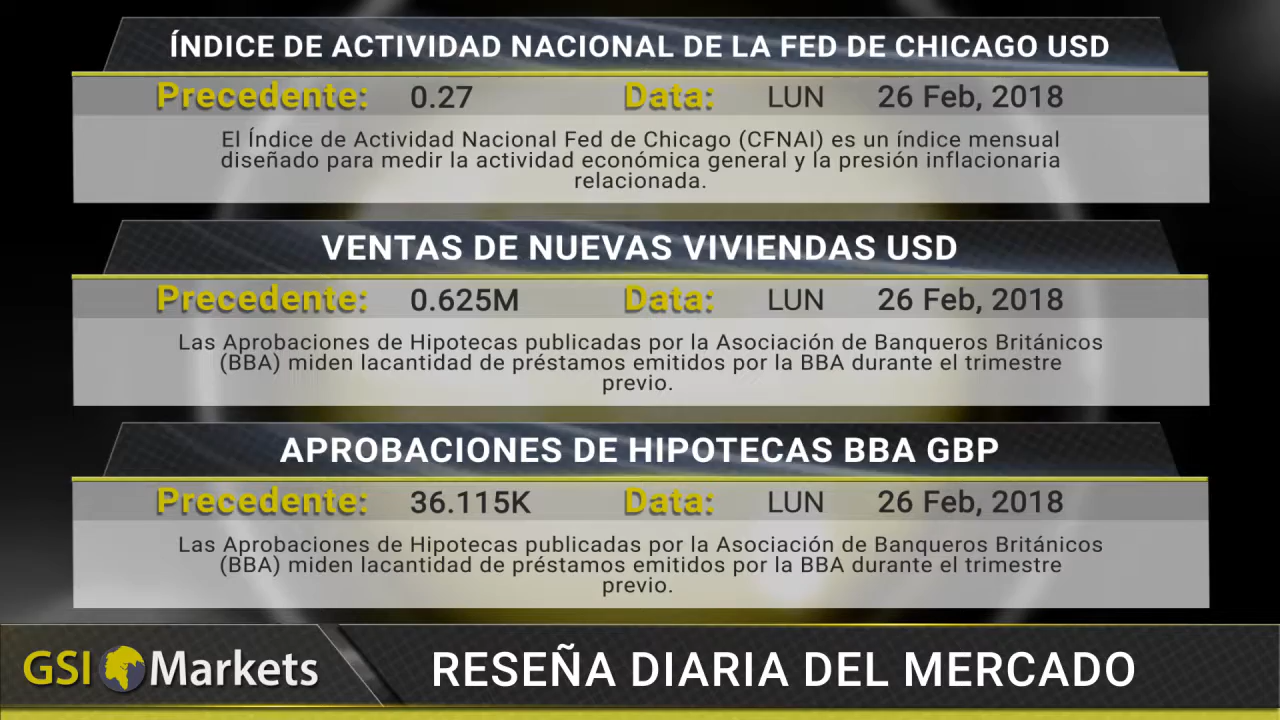 ÍNDICE DE ACTIVIDAD NACIONAL DE LA FED DE CHICAGO USD
Precedente: 0.27 Data: LUN 26 Feb, 2018
El Índice de Actividad Nacional Fed de Chicago (CFNAI) es un índice mensual
diseñado para medir la actividad económica general y la presión inflacionaria
relacionada.
VENTAS DE NUEVAS VIVIENDAS USD
Precedente: 0.625M Data: LUN 26 Feb, 2018
Las Aprobaciones de Hipotecas publicadas por la Asociación de Banqueros Británicos
(BBA) miden lacantidad de préstamos emitidos por la BBA durante el trimestre
previo.
APROBACIONES DE HIPOTECAS BBA GBP
Precedente: 36.115K Data: LUN 26 Feb, 2018
Las Aprobaciones de Hipotecas publicadas por la Asociación de Banqueros Británicos
(BBA) miden lacantidad de préstamos emitidos por la BBA durante el trimestre
previo.
GSI Markets RESEÑA DIARIA DEL MERCADO